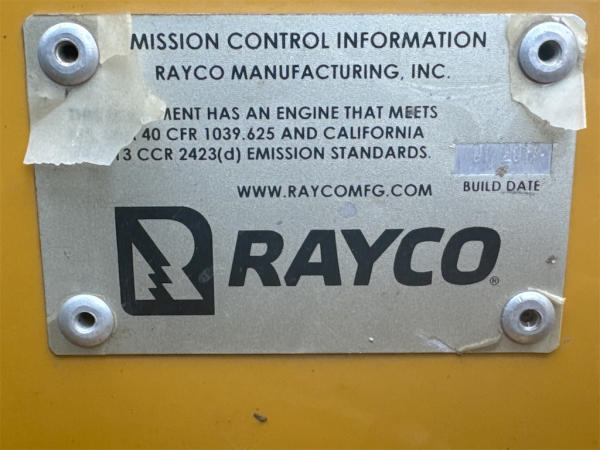 MISSION CONTROL INFORMATION
RAYCO MANUFACTURING, INC.
MENT HAS AN ENGINE THAT MEETS
40 CFR 1039.625 AND CALIFORNIA
13 CCR 2423(d) EMISSION STANDARDS.
WWW.RAYCOMFG.COM
BUILD DATE
RAYCO®